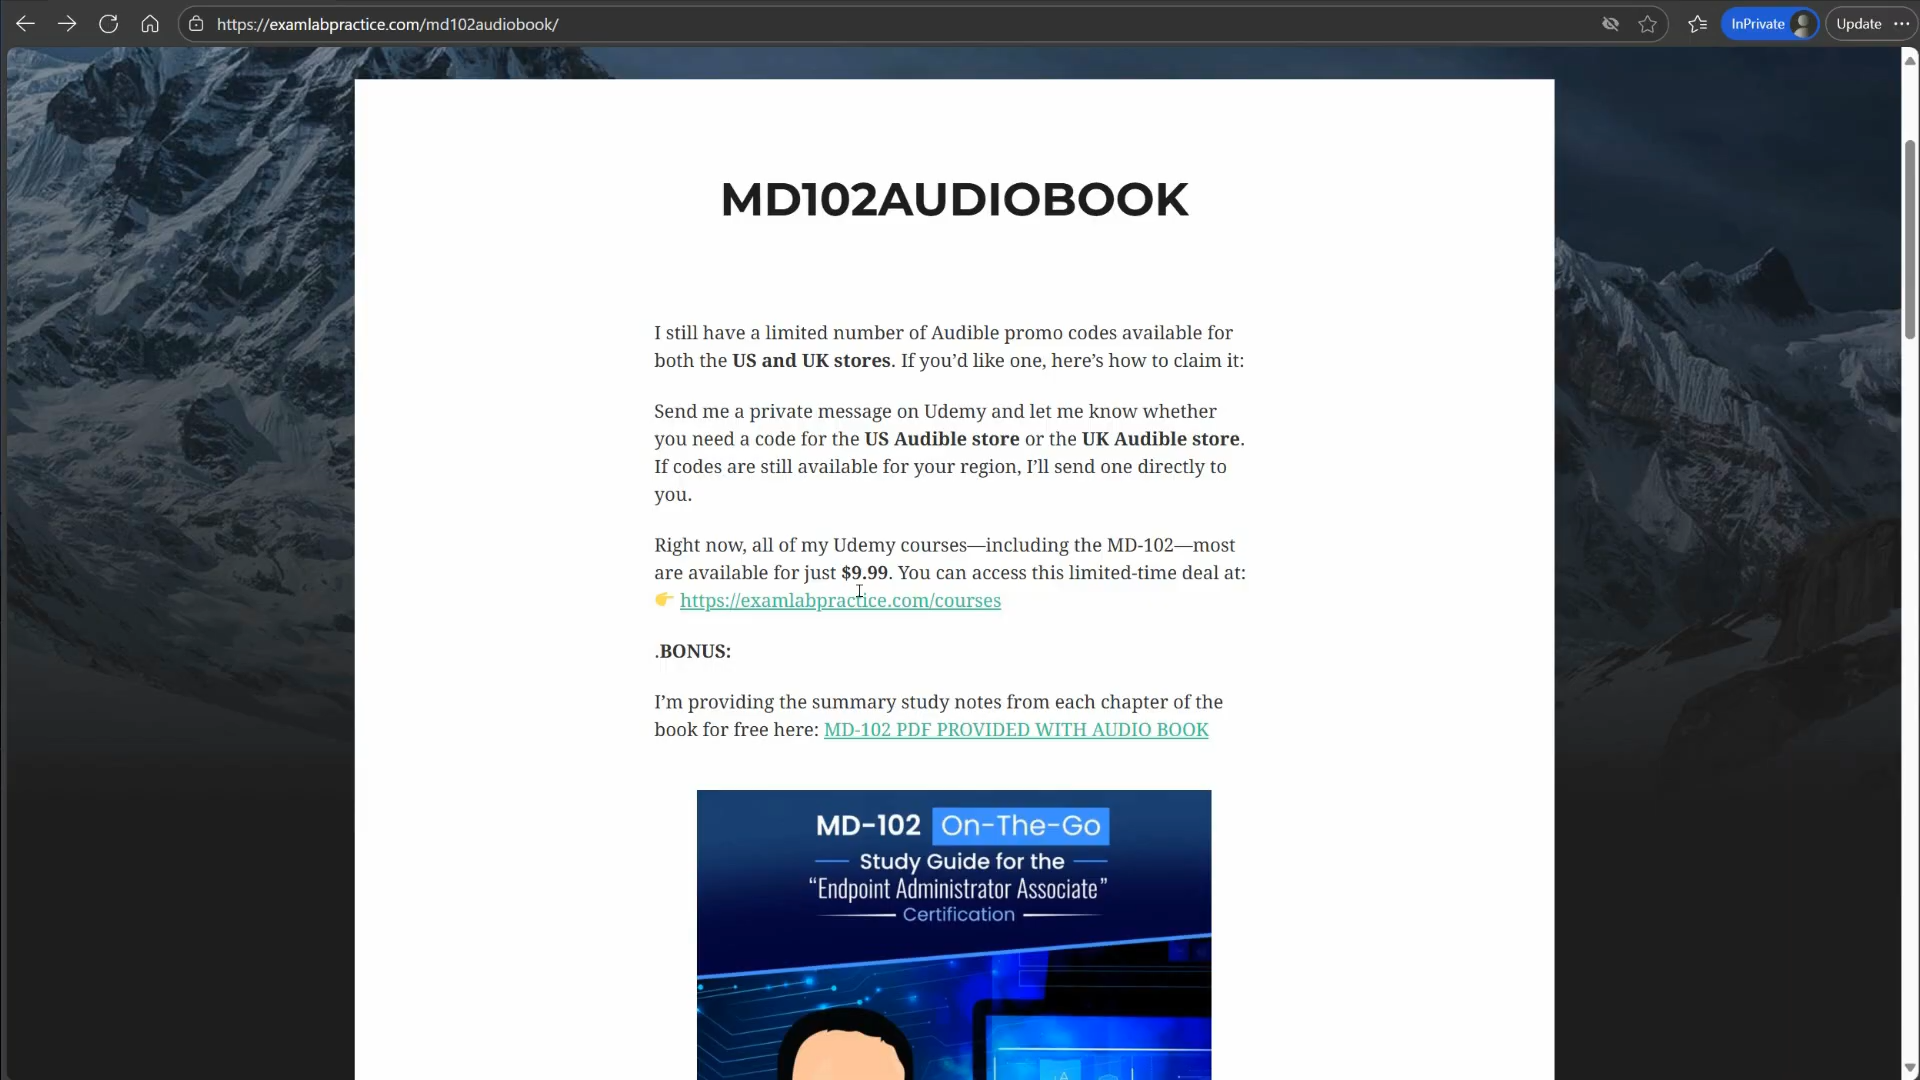 https://examlabpractice.com/md102audiobook/
InPrivate
Update
MD102AUDIOBOOK
I still have a limited number of Audible promo codes available for
both the US and UK stores. If you’d like one, here’s how to claim it:
Send me a private message on Udemy and let me know whether
you need a code for the US Audible store or the UK Audible store.
If codes are still available for your region, I’ll send one directly to
you.
Right now, all of my Udemy courses—including the MD-102—most
are available for just $9.99. You can access this limited-time deal at:
👉 https://examlabpractice.com/courses
.BONUS:
I’m providing the summary study notes from each chapter of the
book for free here: MD-102 PDF PROVIDED WITH AUDIO BOOK
MD-102 On-The-Go
Study Guide for the
“Endpoint Administrator Associate”
Certification